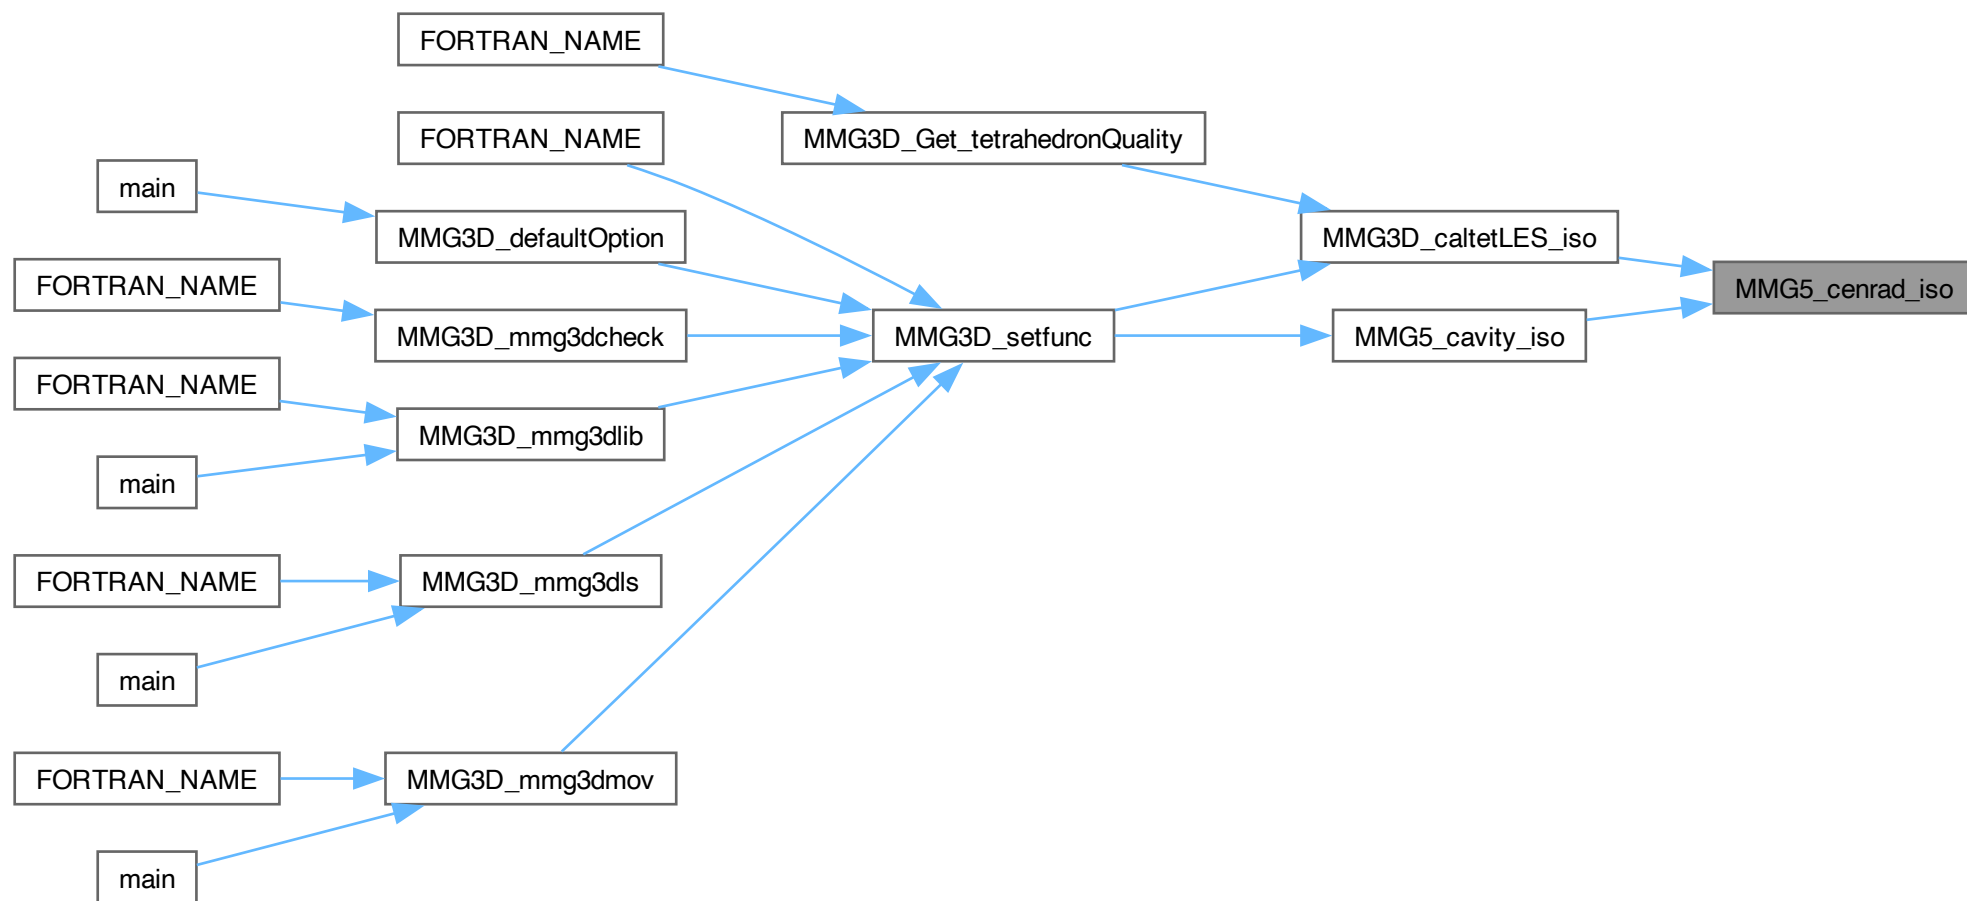 FORTRAN_NAME
FORTRAN_NAME
MMG3D_Get_tetrahedronQuality
main
MMG3D_defaultOption
MMG3D_caltetLES_iso
FORTRAN_NAME
MMG5_cenrad_iso
MMG3D_mmg3dcheck
MMG3D_setfunc
MMG5_cavity_iso
FORTRAN_NAME
MMG3D_mmg3dlib
main
FORTRAN_NAME
MMG3D_mmg3dls
main
FORTRAN_NAME
MMG3D_mmg3dmov
main